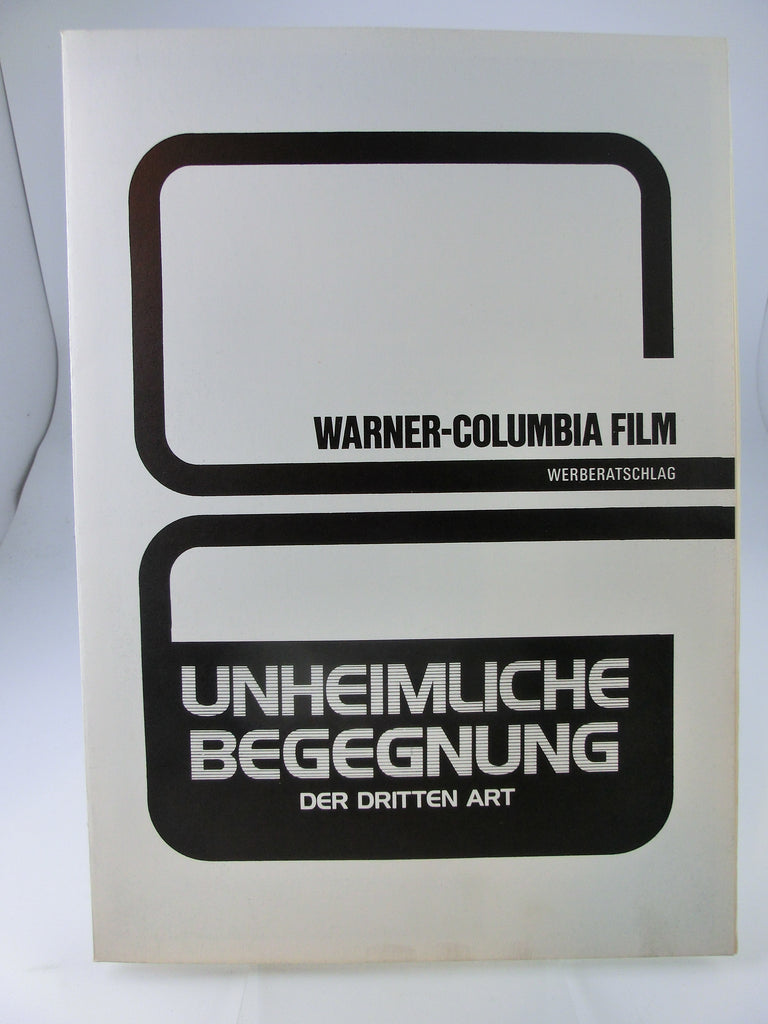 WARNER-COLUMBIA FILM
WERBERATSCHLAG
UNHEIMLICHE
BEGEGNUNG
DER DRITTEN ART